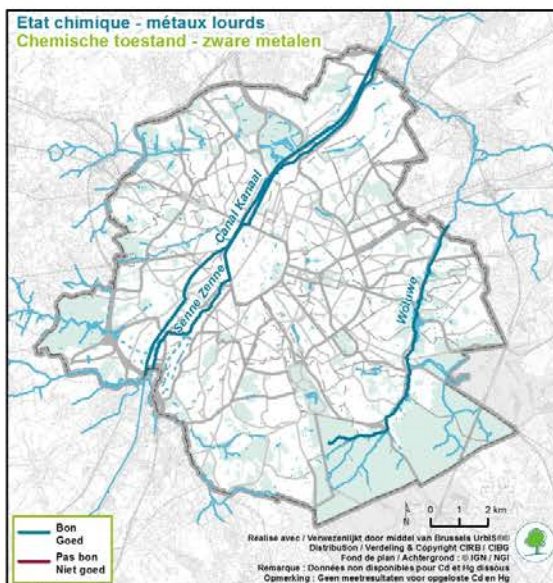 Etat chimique - métaux lourds
Chemische toestand - zware metalen
Canal Kanaal
Senne Zenne
Woluwe
Bon
Goed
Pas bon
Niet goed
N
0 1 2 km
Réalisé avec / Verwezenlijkt door middel van Brussels UrbIS®©
Distribution / Verdeling & Copyright CIRB / CIBG
Fond de plan / Achtergrond : © IGN / NGI
Remarque : Données non disponibles pour Cd et Hg dissous
Opmerking : Geen meetresultaten voor opgeloste Cd en Hg